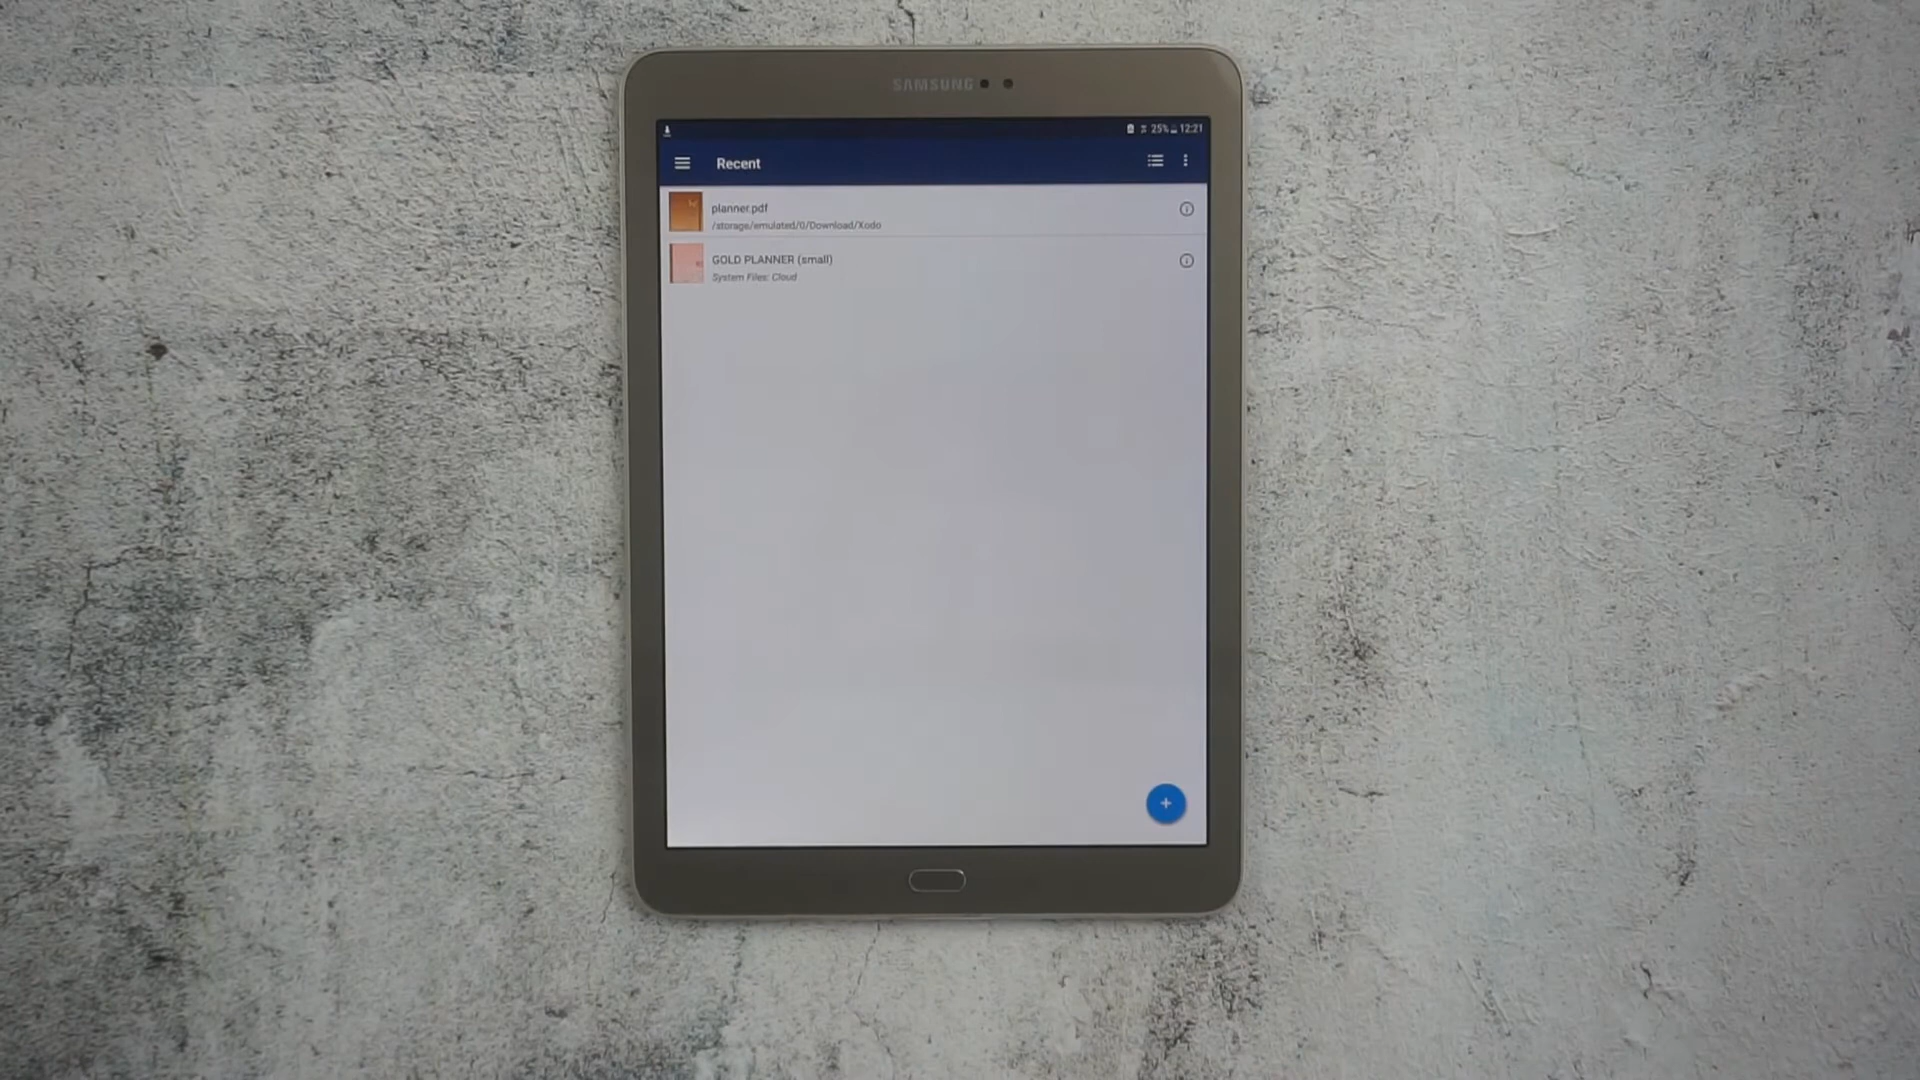 SAMSUNG
25% 12:21
Recent
planner.pdf
/storage/emulated/0/Download/Xodo
GOLD PLANNER (small)
System Files: Cloud